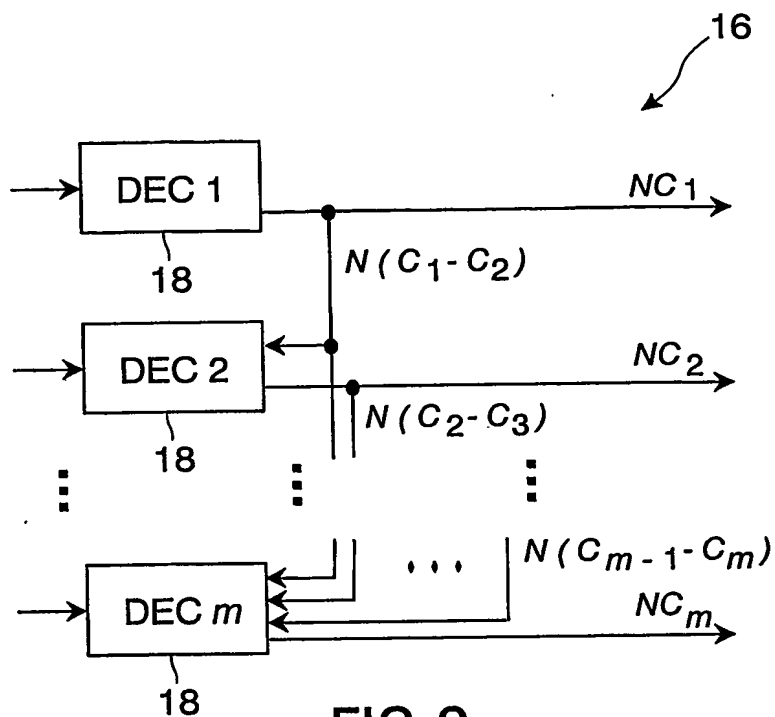 16
DEC 1
NC1
18
N(C1-C2)
DEC 2
NC2
18
N(C2-C3)
N(Cm-1-Cm)
DEC m
NCm
18